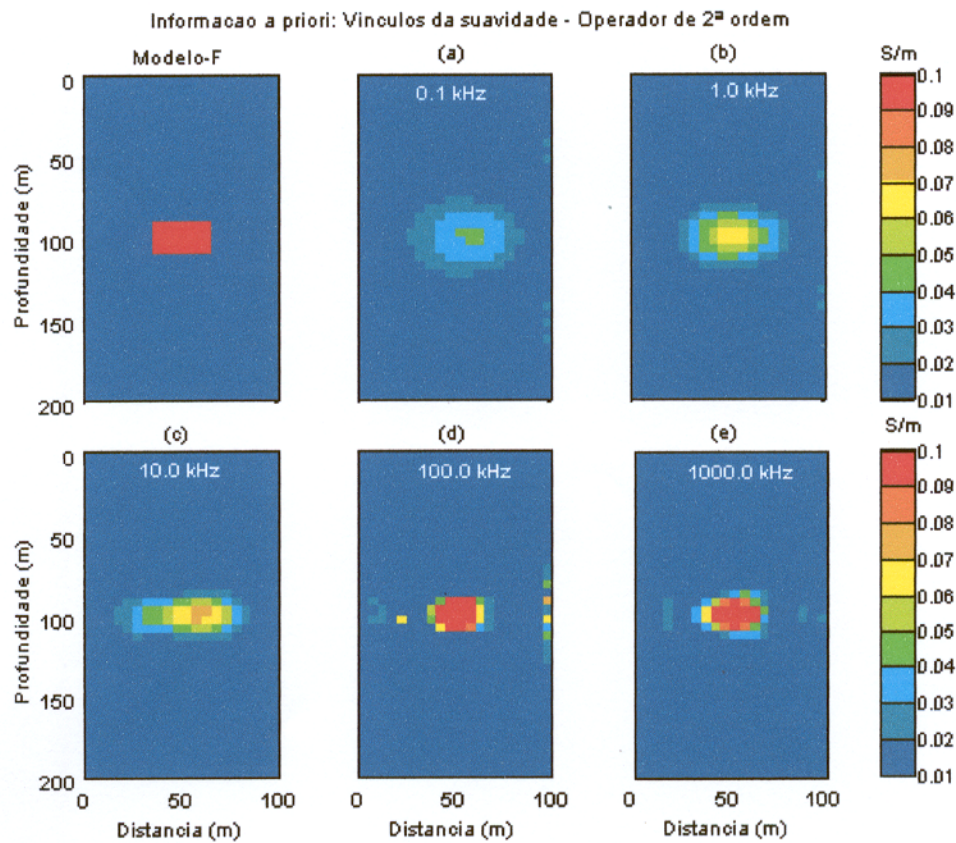 Informacao a priori: Vinculos da suavidade - Operador de 2ª ordem
Modelo-F
(a)
(b)
S/m
0
50
100
150
200
Profundidade (m)
0.1 kHz
1.0 kHz
0.1
0.09
0.08
0.07
0.06
0.05
0.04
0.03
0.02
0.01
100
100
(c)
(d)
(e)
S/m
0
50
100
150
200
Profundidade (m)
10.0 kHz
100.0 kHz
1000.0 kHz
0.1
0.09
0.08
0.07
0.06
0.05
0.04
0.03
0.02
0.01
0
50
100
0
50
100
0
50
100
Distancia (m)
Distancia (m)
Distancia (m)